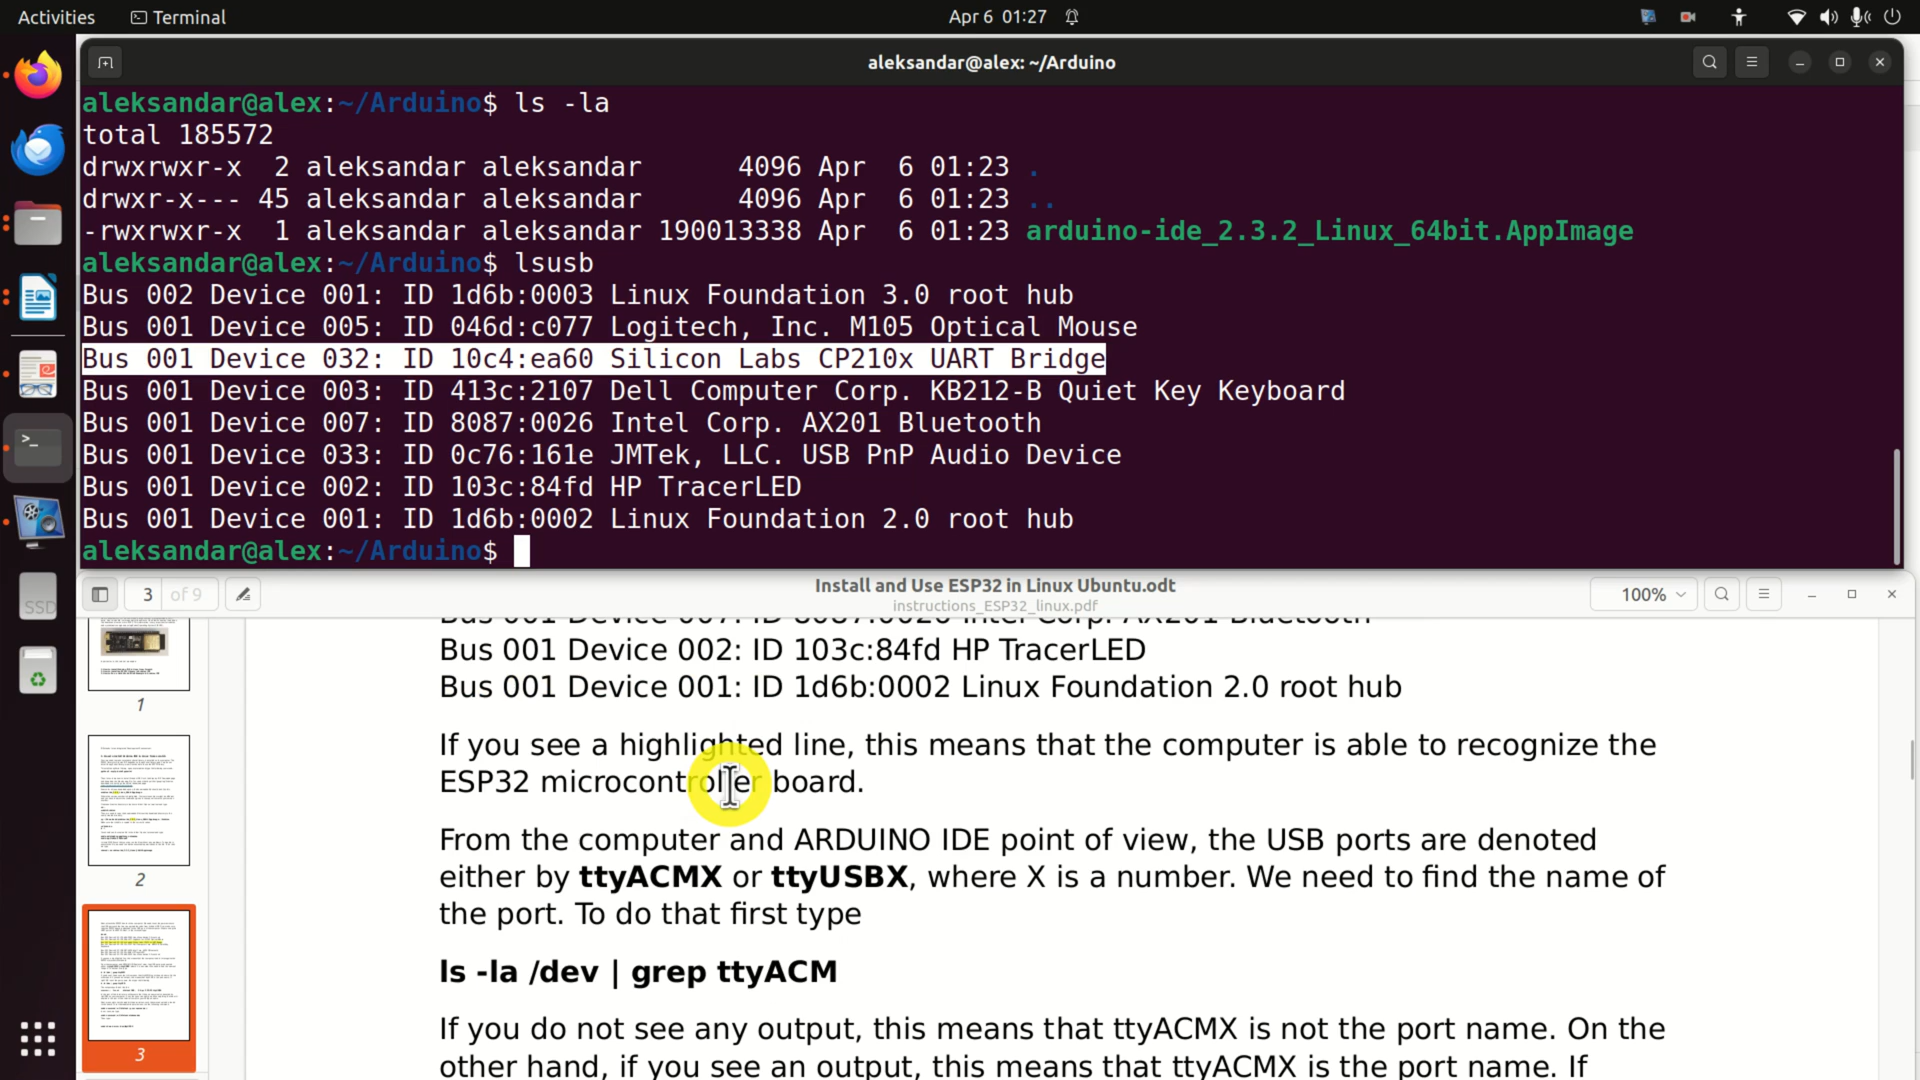 Activities
Terminal
Apr 6 01:27
aleksandar@alex: ~/Arduino
aleksandar@alex:~/Arduino$ ls -la
total 185572
drwxrwxr-x  2 aleksandar aleksandar      4096 Apr  6 01:23 .
drwxr-x--- 45 aleksandar aleksandar      4096 Apr  6 01:23 ..
-rwxrwxr-x  1 aleksandar aleksandar 190013338 Apr  6 01:23 arduino-ide_2.3.2_Linux_64bit.AppImage
aleksandar@alex:~/Arduino$ lsusb
Bus 002 Device 001: ID 1d6b:0003 Linux Foundation 3.0 root hub
Bus 001 Device 005: ID 046d:c077 Logitech, Inc. M105 Optical Mouse
Bus 001 Device 032: ID 10c4:ea60 Silicon Labs CP210x UART Bridge
Bus 001 Device 003: ID 413c:2107 Dell Computer Corp. KB212-B Quiet Key Keyboard
Bus 001 Device 007: ID 8087:0026 Intel Corp. AX201 Bluetooth
Bus 001 Device 033: ID 0c76:161e JMTek, LLC. USB PnP Audio Device
Bus 001 Device 002: ID 103c:84fd HP TracerLED
Bus 001 Device 001: ID 1d6b:0002 Linux Foundation 2.0 root hub
aleksandar@alex:~/Arduino$
SSD
3 of 9
Install and Use ESP32 in Linux Ubuntu.odt
instructions_ESP32_linux.pdf
100%
1
2
3
Bus 001 Device 007: ID 8087:0026 Intel Corp. AX201 Bluetooth
Bus 001 Device 002: ID 103c:84fd HP TracerLED
Bus 001 Device 001: ID 1d6b:0002 Linux Foundation 2.0 root hub
If you see a highlighted line, this means that the computer is able to recognize the
ESP32 microcontroller board.
From the computer and ARDUINO IDE point of view, the USB ports are denoted
either by ttyACMX or ttyUSBX, where X is a number. We need to find the name of
the port. To do that first type
ls -la /dev | grep ttyACM
If you do not see any output, this means that ttyACMX is not the port name. On the
other hand, if you see an output, this means that ttyACMX is the port name. If